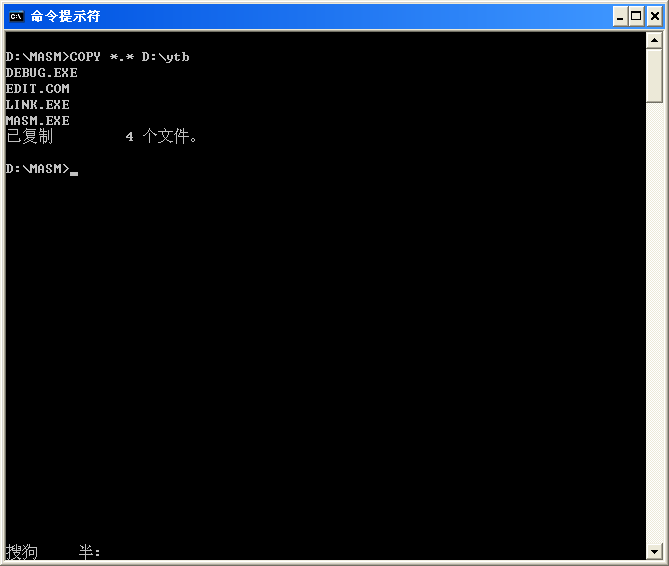 命令提示符
D:\MASM>COPY *.* D:\ytb
DEBUG.EXE
EDIT.COM
LINK.EXE
MASM.EXE
已复制         4 个文件。
D:\MASM>
搜狗     半: